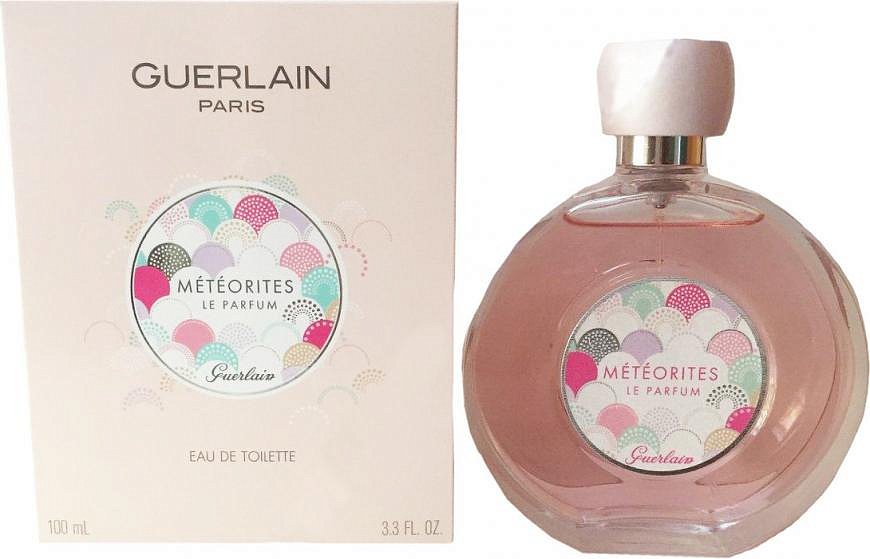 GUERLAIN
PARIS
MÉTÉORITES
LE PARFUM
Guerlain
EAU DE TOILETTE
100 mL
3.3 FL. OZ.
MÉTÉORITES
LE PARFUM
Guerlain